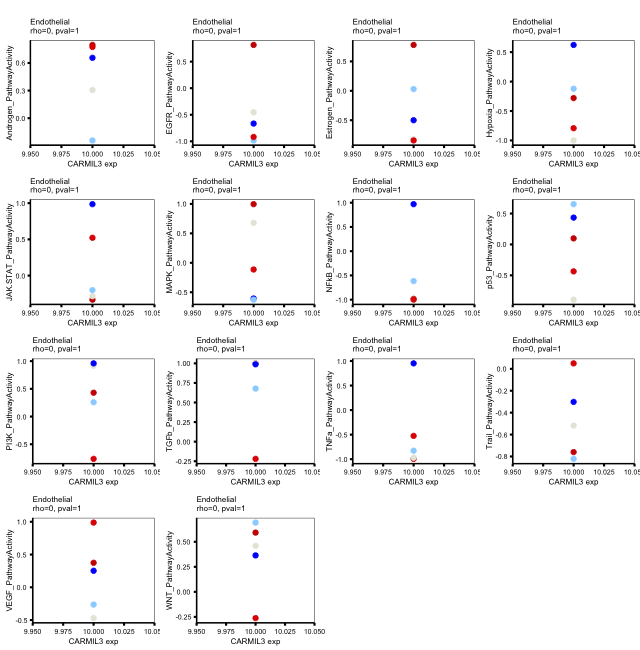 Endothelial
rho=0, pval=1
Androgen_PathwayActivity
0.6
0.3
0.0
9.950 9.975 10.000 10.025 10.05
CARMIL3 exp
Endothelial
rho=0, pval=1
EGFR_PathwayActivity
0.5
0.0
-0.5
-1.0
9.950 9.975 10.000 10.025 10.05
CARMIL3 exp
Endothelial
rho=0, pval=1
Estrogen_PathwayActivity
0.5
0.0
-0.5
9.950 9.975 10.000 10.025 10.05
CARMIL3 exp
Endothelial
rho=0, pval=1
Hypoxia_PathwayActivity
0.5
0.0
-0.5
-1.0
9.950 9.975 10.000 10.025 10.05
CARMIL3 exp
Endothelial
rho=0, pval=1
JAK.STAT_PathwayActivity
1.0
0.5
0.0
9.950 9.975 10.000 10.025 10.05
CARMIL3 exp
Endothelial
rho=0, pval=1
MAPK_PathwayActivity
1.0
0.5
0.0
-0.5
9.950 9.975 10.000 10.025 10.05
CARMIL3 exp
Endothelial
rho=0, pval=1
NFkB_PathwayActivity
1.0
0.5
0.0
-0.5
-1.0
9.950 9.975 10.000 10.025 10.05
CARMIL3 exp
Endothelial
rho=0, pval=1
p53_PathwayActivity
0.5
0.0
-0.5
9.950 9.975 10.000 10.025 10.05
CARMIL3 exp
Endothelial
rho=0, pval=1
PI3K_PathwayActivity
1.0
0.5
0.0
-0.5
9.950 9.975 10.000 10.025 10.05
CARMIL3 exp
Endothelial
rho=0, pval=1
TGFb_PathwayActivity
1.00
0.75
0.50
0.25
0.00
-0.25
9.950 9.975 10.000 10.025 10.050
CARMIL3 exp
Endothelial
rho=0, pval=1
TNFa_PathwayActivity
1.0
0.5
0.0
-0.5
-1.0
9.950 9.975 10.000 10.025 10.05
CARMIL3 exp
Endothelial
rho=0, pval=1
Trail_PathwayActivity
0.0
-0.2
-0.4
-0.6
-0.8
9.950 9.975 10.000 10.025 10.05
CARMIL3 exp
Endothelial
rho=0, pval=1
VEGF_PathwayActivity
1.0
0.5
0.0
-0.5
9.950 9.975 10.000 10.025 10.05
CARMIL3 exp
Endothelial
rho=0, pval=1
WNT_PathwayActivity
0.50
0.25
0.00
-0.25
9.950 9.975 10.000 10.025 10.050
CARMIL3 exp